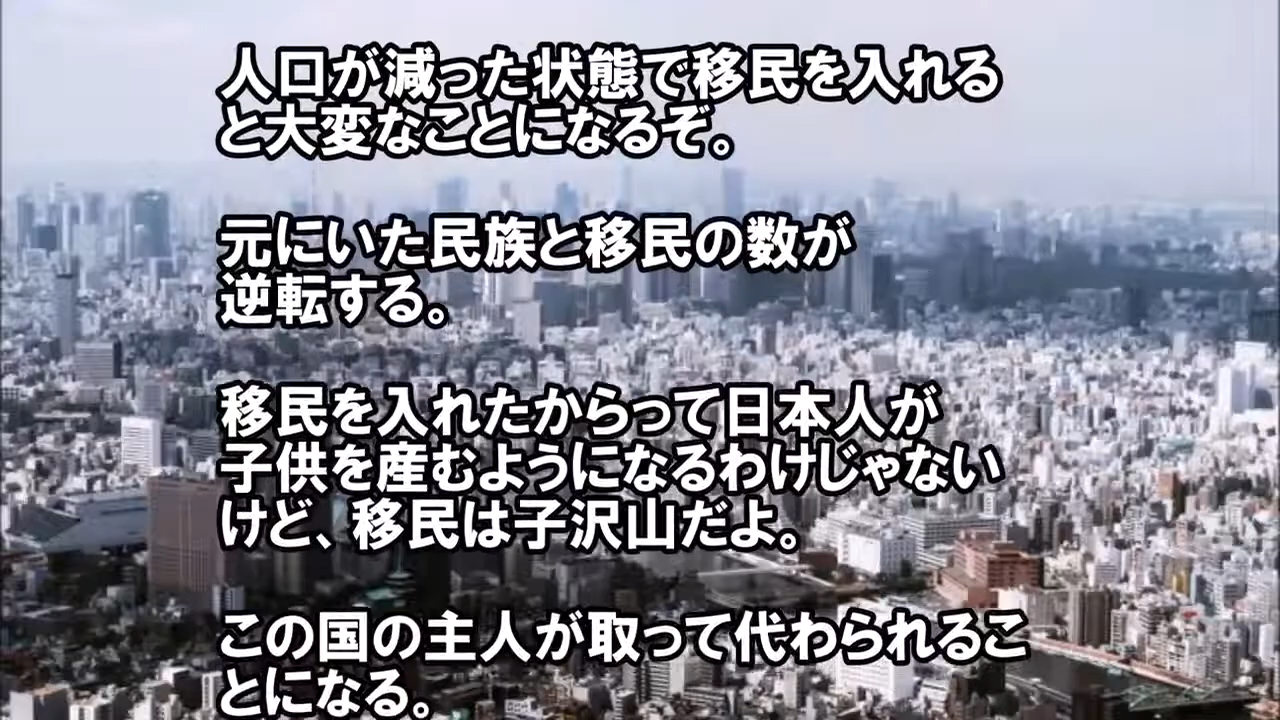 人口が減った状態で移民を入れる
と大変なことになるぞ。
元にいた民族と移民の数が
逆転する。
移民を入れたからって日本人が
子供を産むようになるわけじゃない
けど、移民は子沢山だよ。
この国の主人が取って代わられるこ
とになる。